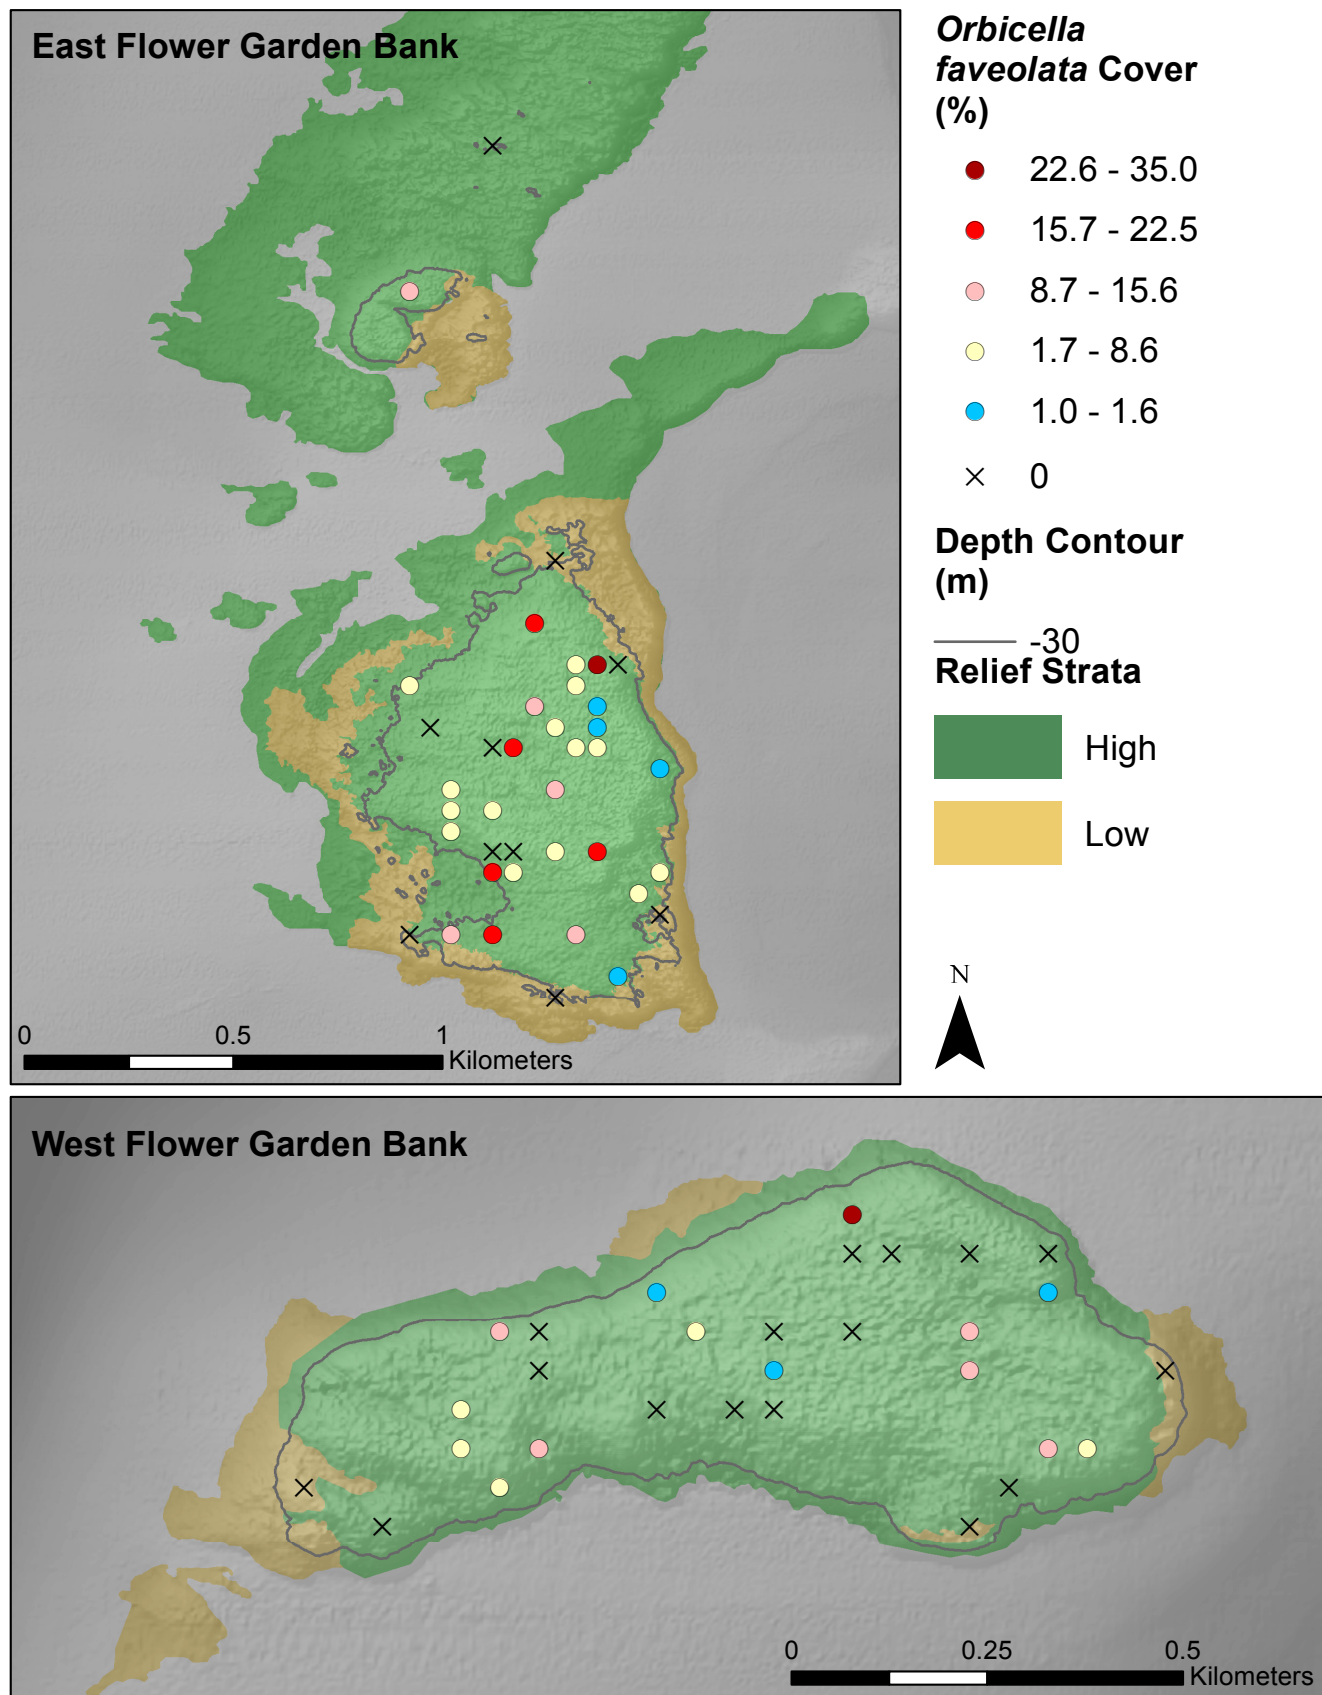 East Flower Garden Bank
Orbicella
faveolata Cover
(%)
22.6 - 35.0
15.7 - 22.5
8.7 - 15.6
1.7 - 8.6
1.0 - 1.6
0
Depth Contour
(m)
-30
Relief Strata
High
Low
N
0 0.5 1
Kilometers
West Flower Garden Bank
0 0.25 0.5
Kilometers